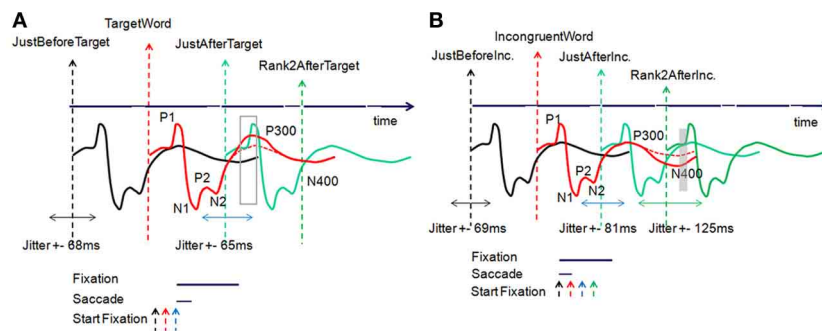 A
TargetWord
JustBeforeTarget
JustAfterTarget
Rank2AfterTarget
time
P1
P300
P2
N1
N2
N400
Jitter +- 68ms
Jitter +- 65ms
Fixation
Saccade
Start Fixation
B
IncongruentWord
JustBeforeInc.
JustAfterInc.
Rank2AfterInc.
time
P1
P300
P2
N1
N2
N400
Jitter +- 69ms
Jitter +- 81ms
Jitter +- 125ms
Fixation
Saccade
Start Fixation